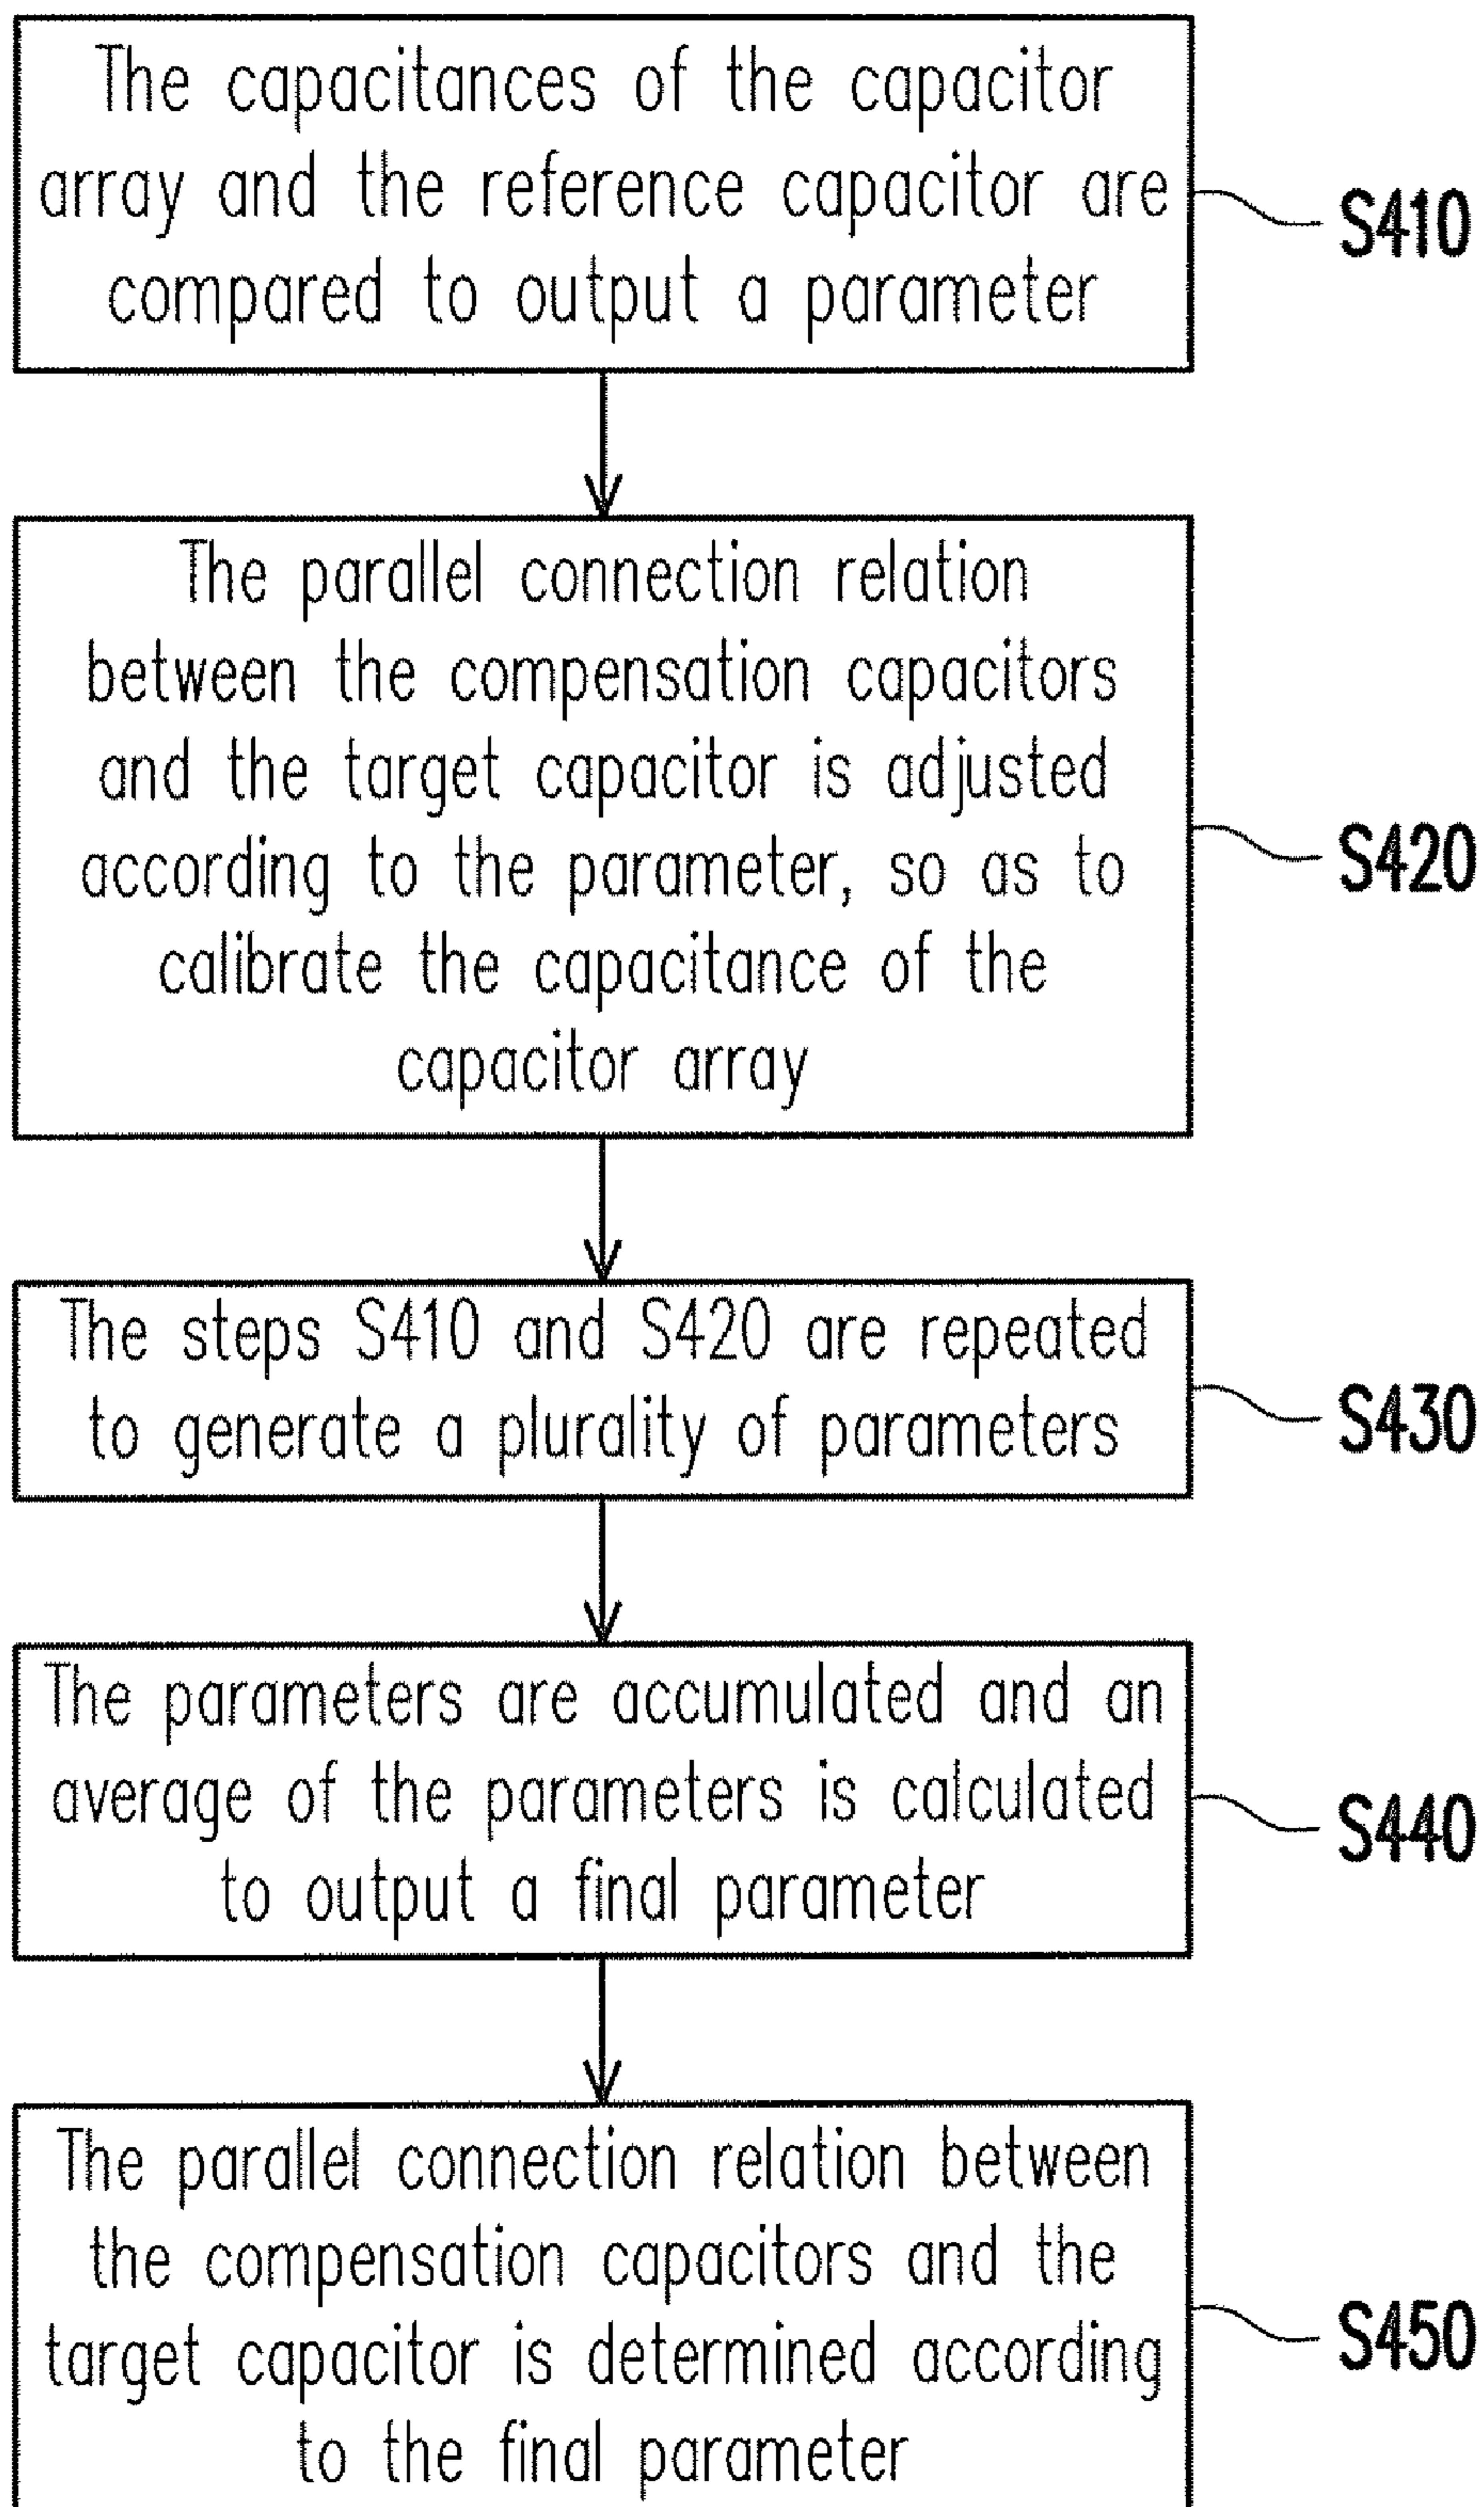 The capacitances of the capacitor
array and the reference capacitor are
compared to output a parameter
S410
The parallel connection relation
between the compensation capacitors
and the target capacitor is adjusted
according to the parameter, so as to
calibrate the capacitance of the
capacitor array
S420
The steps S410 and S420 are repeated
to generate a plurality of parameters
S430
The parameters are accumulated and an
average of the parameters is calculated
to output a final parameter
S440
The parallel connection relation between
the compensation capacitors and the
target capacitor is determined according
to the final parameter
S450